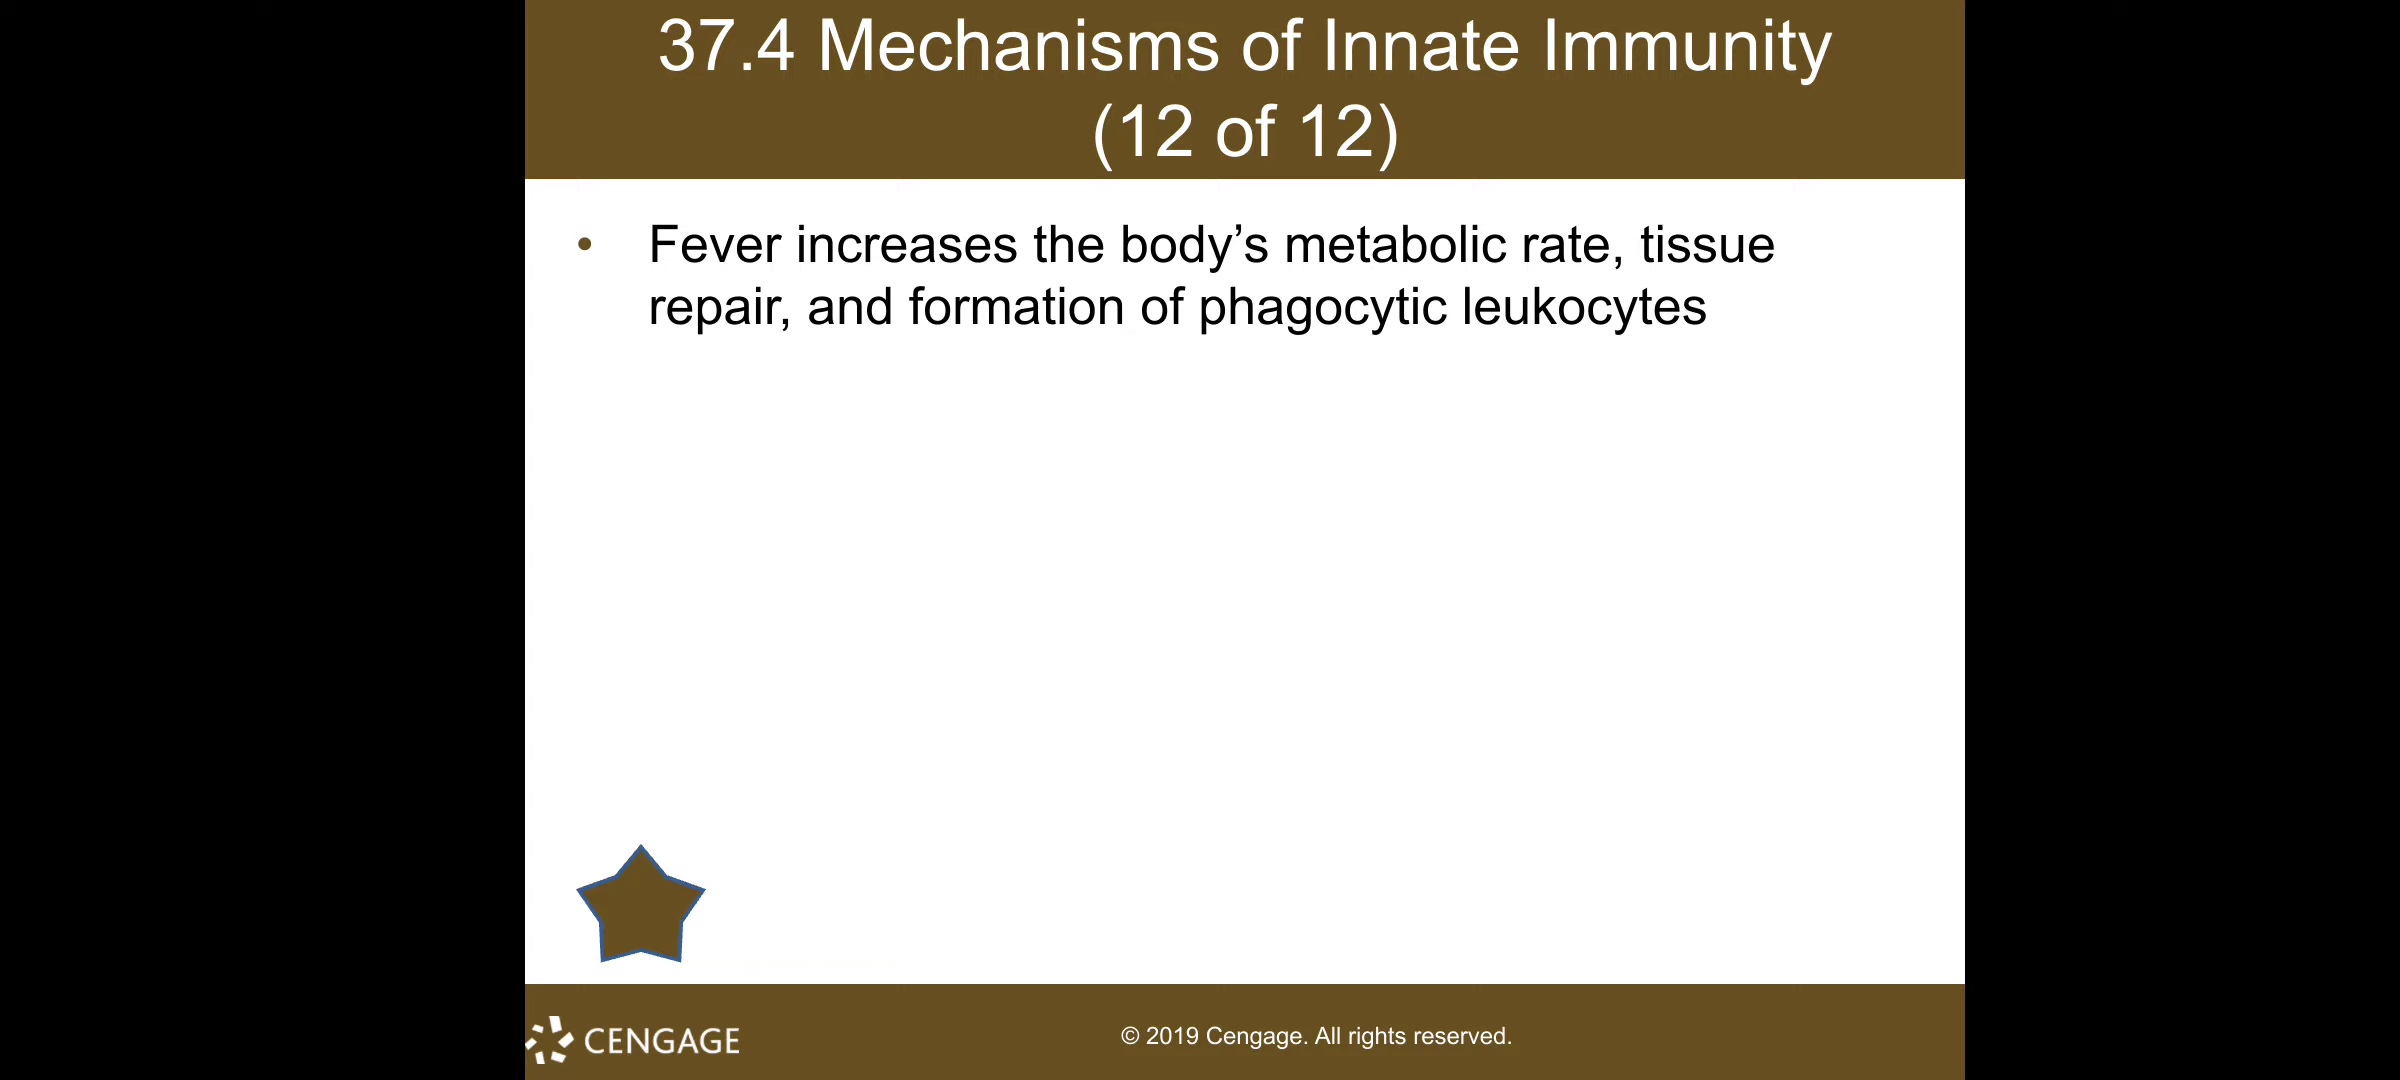 37.4 Mechanisms of Innate Immunity
(12 of 12)
• Fever increases the body’s metabolic rate, tissue
repair, and formation of phagocytic leukocytes
CENGAGE
© 2019 Cengage. All rights reserved.